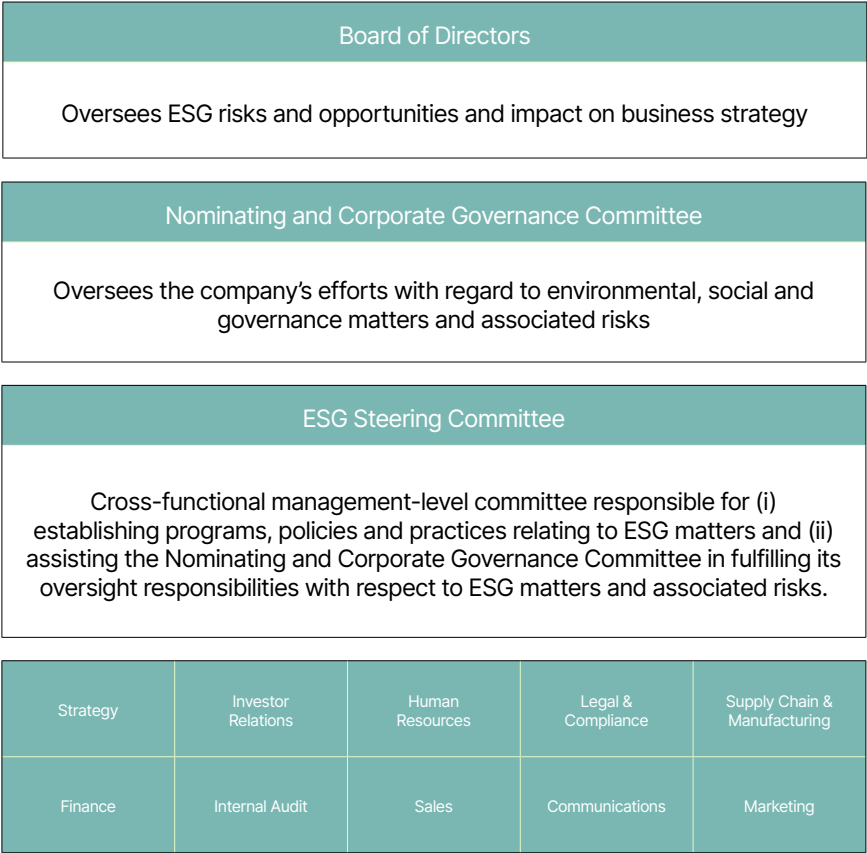 Board of Directors
Oversees ESG risks and opportunities and impact on business strategy
Nominating and Corporate Governance Committee
Oversees the company’s efforts with regard to environmental, social and
governance matters and associated risks
ESG Steering Committee
Cross-functional management-level committee responsible for (i)
establishing programs, policies and practices relating to ESG matters and (ii)
assisting the Nominating and Corporate Governance Committee in fulfilling its
oversight responsibilities with respect to ESG matters and associated risks.
Strategy
Investor
Relations
Human
Resources
Legal &
Compliance
Supply Chain &
Manufacturing
Finance
Internal Audit
Sales
Communications
Marketing